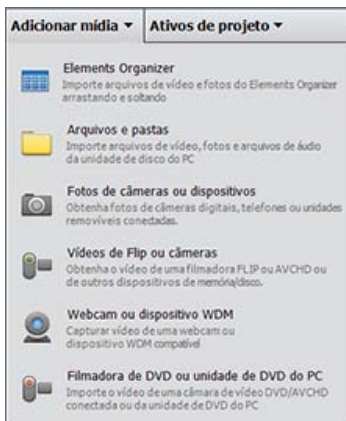 Adicionar mídia ▾ Ativos de projeto ▾
Elements Organizer
Importe arquivos de vídeo e fotos do Elements Organizer
arrastando e soltando
Arquivos e pastas
Importe arquivos de vídeo, fotos e arquivos de áudio
da unidade de disco do PC
Fotos de câmeras ou dispositivos
Obtenha fotos de câmeras digitais, telefones ou unidades
removíveis conectadas.
Vídeos de Flip ou câmeras
Obtenha o vídeo de uma filmadora FLIP ou AVCHD ou
de outros dispositivos de memória/disco.
Webcam ou dispositivo WDM
Capturar vídeo de uma webcam ou
dispositivo WDM compatível
Filmadora de DVD ou unidade de DVD do PC
Importe o vídeo de uma câmara de vídeo DVD/AVCHD
conectada ou da unidade de DVD do PC